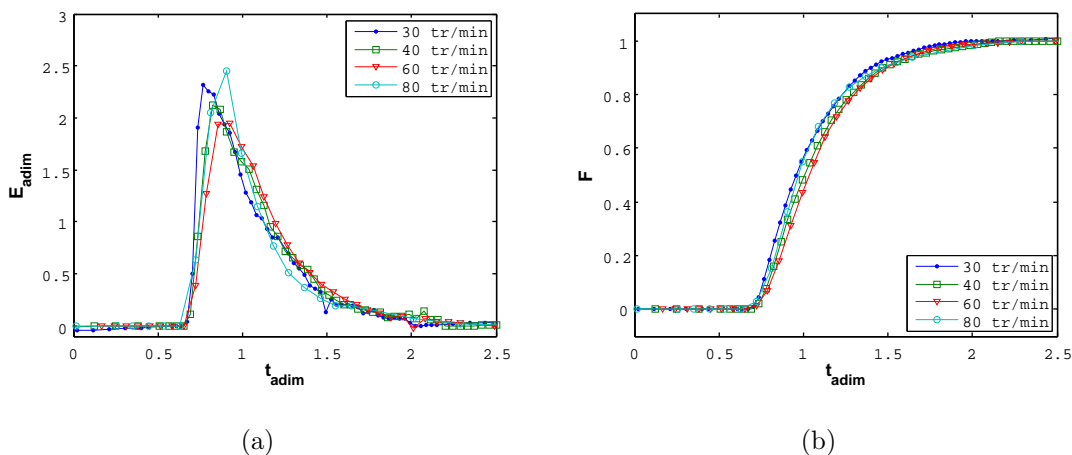 3
2.5
2
1.5
1
0.5
0
0 0.5 1 1.5 2 2.5
E_adim
t_adim
30 tr/min
40 tr/min
60 tr/min
80 tr/min
(a)
1
0.8
0.6
0.4
0.2
0
0 0.5 1 1.5 2 2.5
F
t_adim
30 tr/min
40 tr/min
60 tr/min
80 tr/min
(b)